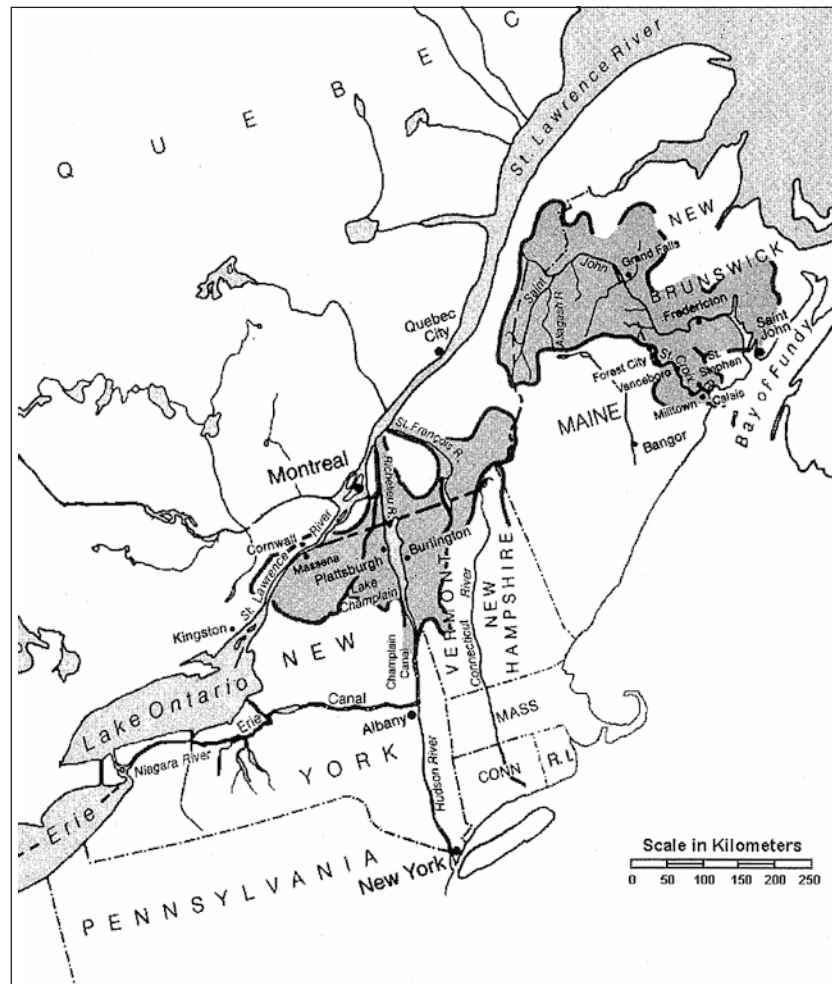 QUEBEC
St. Lawrence River
NEW
BRUNSWICK
Grand Falls
Saint
John
Allagash R.
Fredericton
Quebec
City
Saint
John
St.
Stephen
Forest City
St. Croix R.
Vanceboro
Milltown
Calais
Bay of Fundy
MAINE
Bangor
St. Francois R.
Montreal
Richelieu R.
Cornwall
River
St. Lawrence
Massena
Plattsburgh
Burlington
Lake
Champlain
Kingston
NEW
VERMONT
Connecticut River
NEW
HAMPSHIRE
Champlain
Canal
Lake Ontario
Erie
Canal
Albany
MASS
Niagara River
YORK
Hudson River
CONN
R.I.
Erie
New York
PENNSYLVANIA
Scale in Kilometers
0 50 100 150 200 250